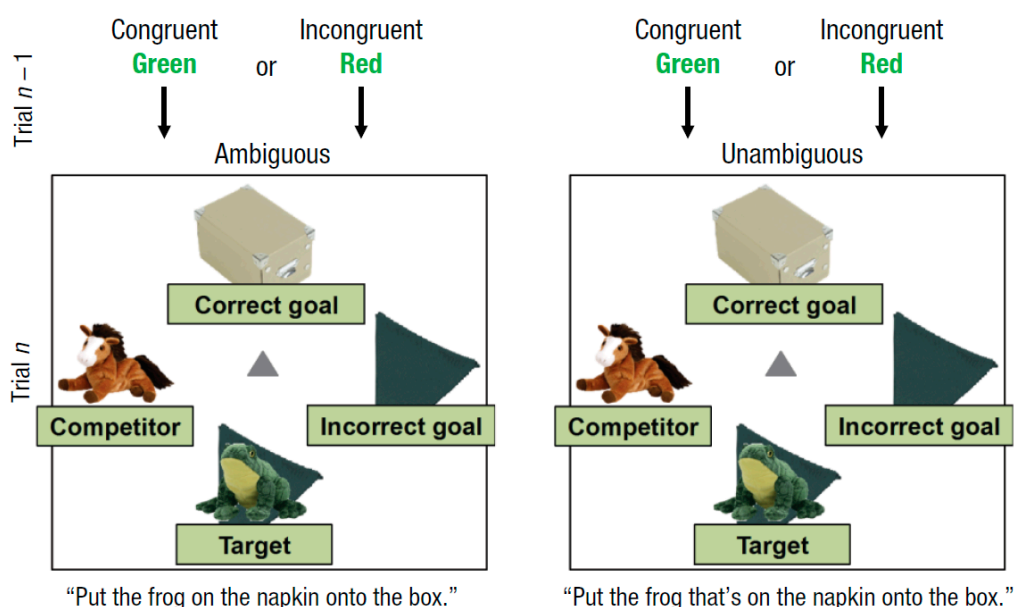 Trial n – 1
Congruent
Green
or
Incongruent
Red
Congruent
Green
or
Incongruent
Red
Trial n
Ambiguous
Correct goal
Competitor
Incorrect goal
Target
“Put the frog on the napkin onto the box.”
Unambiguous
Correct goal
Competitor
Incorrect goal
Target
“Put the frog that’s on the napkin onto the box.”